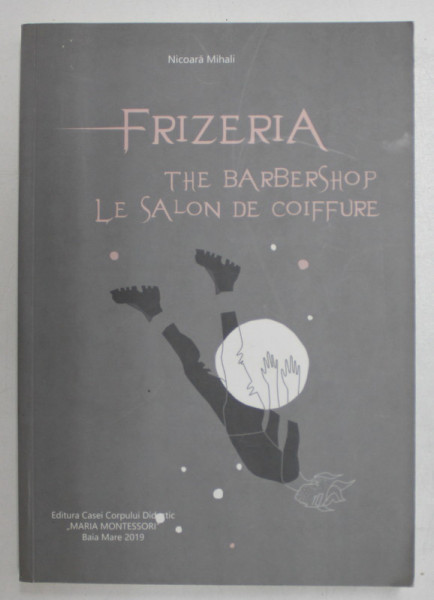 Nicoară Mihali
FRIZERIA
THE BARBERSHOP
LE SALON DE COIFFURE
Editura Casei Corpului Didactic
„MARIA MONTESSORI
Baia Mare 2019